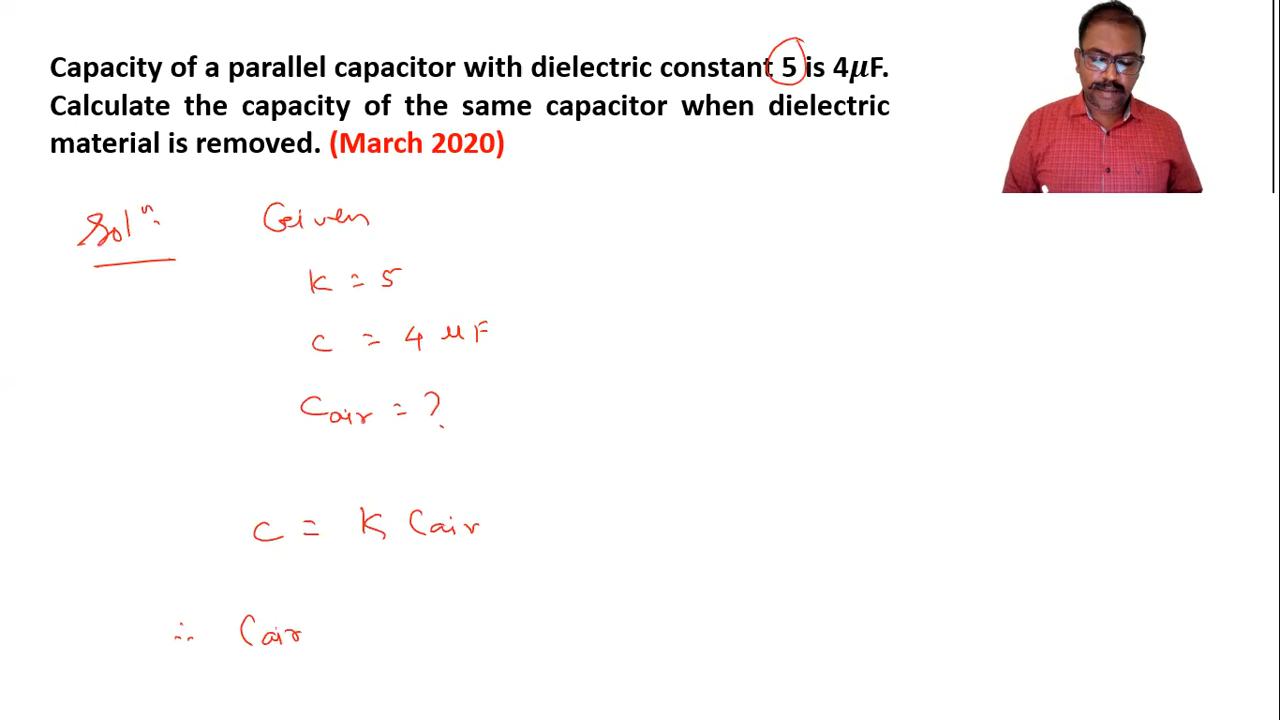 Capacity of a parallel capacitor with dielectric constant 5 is 4μF.
Calculate the capacity of the same capacitor when dielectric
material is removed. (March 2020)
Solⁿ:
Given
K = 5
C = 4 μF
Cair = ?
C = K Cair
∴ Cair